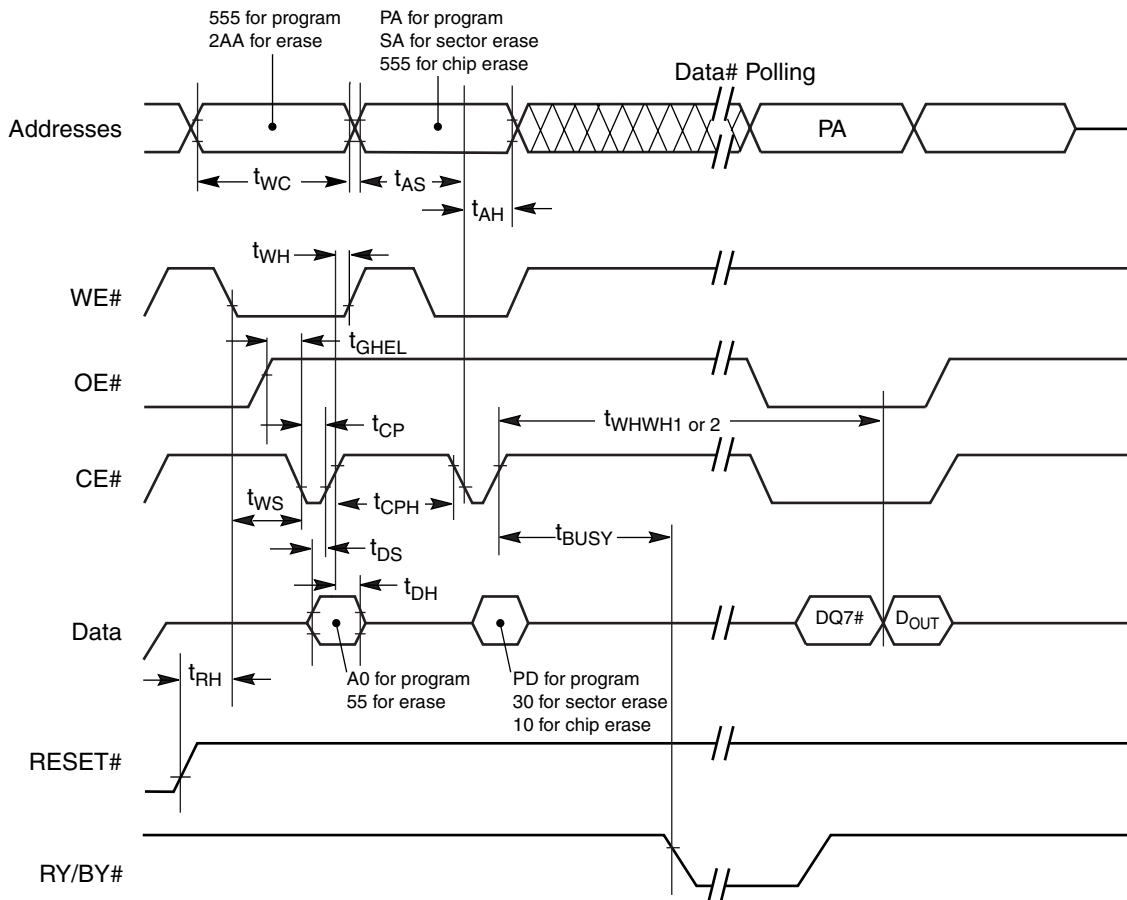 555 for program
2AA for erase
PA for program
SA for sector erase
555 for chip erase
Data# Polling
Addresses
PA
tWC
tAS
tAH
tWH
WE#
tGHEL
OE#
tWHWH1 or 2
tCP
CE#
tWS
tCPH
tBUSY
tDS
tDH
Data
DQ7#
DOUT
tRH
A0 for program
55 for erase
PD for program
30 for sector erase
10 for chip erase
RESET#
RY/BY#